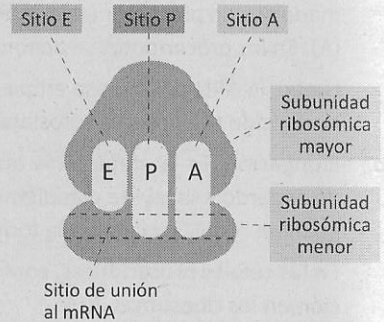 Sitio E Sitio P Sitio A
Subunidad
ribosómica
mayor
E P A
Subunidad
ribosómica
menor
Sitio de unión
al mRNA